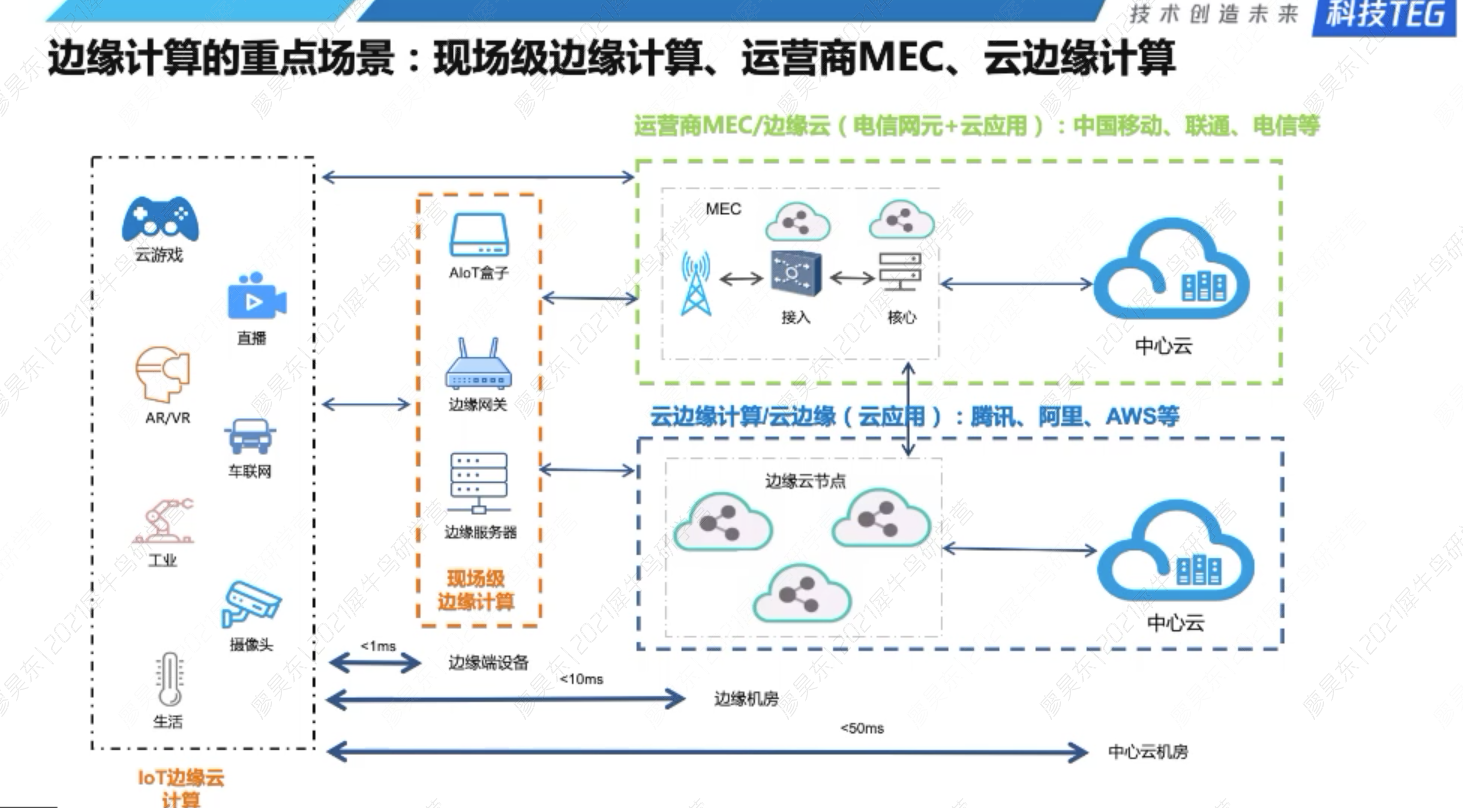 技术创造未来 科技TEG
边缘计算的重点场景：现场级边缘计算、运营商MEC、云边缘计算
运营商MEC/边缘云（电信网元+云应用）：中国移动、联通、电信等
云游戏
直播
AR/VR
车联网
工业
摄像头
生活
IoT边缘云
计算
AIoT盒子
边缘网关
边缘服务器
现场级
边缘计算
MEC
接入
核心
中心云
云边缘计算/云边缘（云应用）：腾讯、阿里、AWS等
边缘云节点
中心云
<1ms
边缘端设备
<10ms
边缘机房
<50ms
中心云机房
廖昊东|2021犀牛鸟研学营